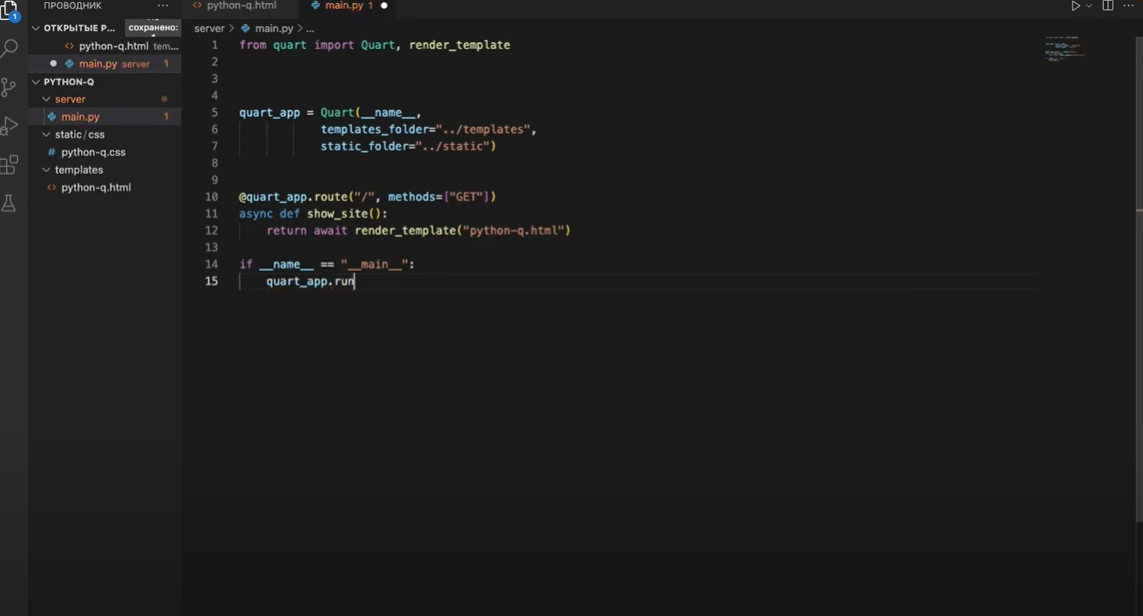 ПРОВОДНИК ...
ОТКРЫТЫЕ Р...
сохранено:
python-q.html tem...
main.py server 1
PYTHON-Q
server
main.py 1
static/css
# python-q.css
templates
<> python-q.html
1
<> python-q.html
main.py 1
server > main.py > ...
1 from quart import Quart, render_template
2
3
4
5 quart_app = Quart(__name__,
6 templates_folder="../templates",
7 static_folder="../static")
8
9
10 @quart_app.route("/", methods=["GET"])
11 async def show_site():
12 return await render_template("python-q.html")
13
14 if __name__ == "__main__":
15 quart_app.run